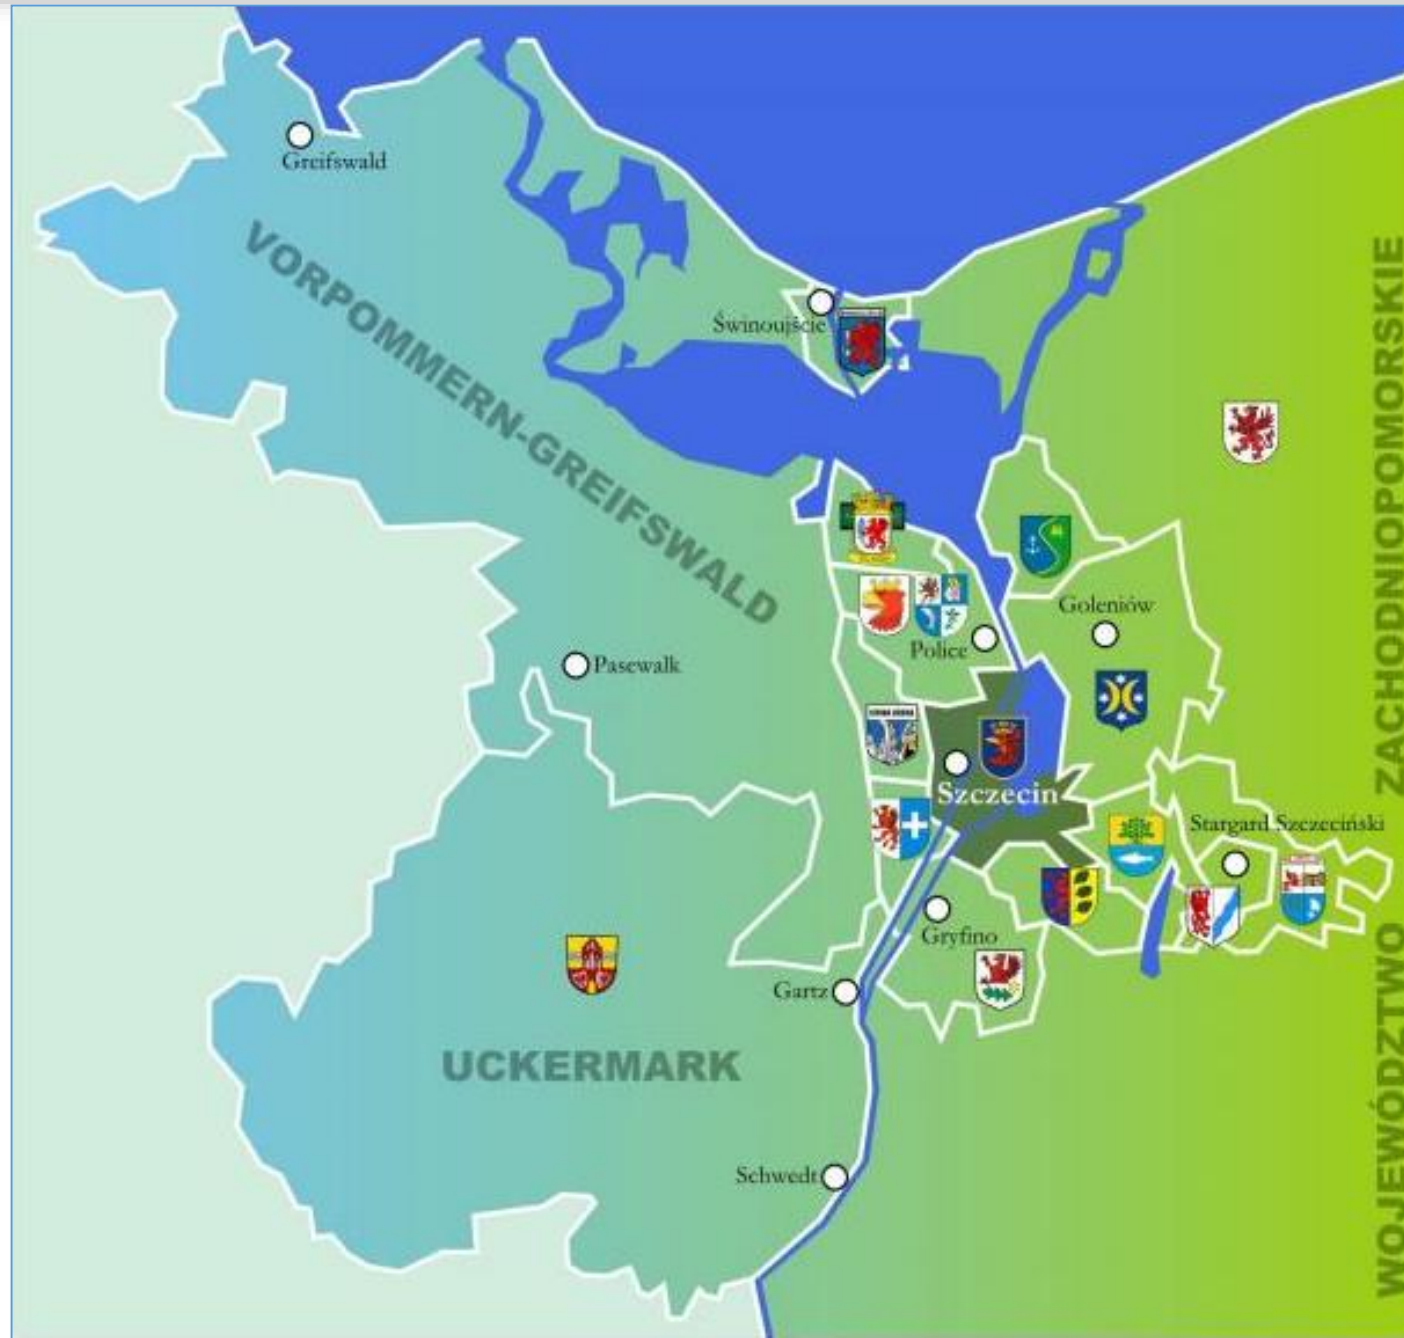 Greifswald
VORPOMMERN-GREIFSWALD
Świnoujście
Goleniów
Police
Pasewalk
Szczecin
Stargard Szczeciński
Gryfino
Gartz
UCKERMARK
Schwedt
WOJEWÓDZTWO ZACHODNIOPOMORSKIE